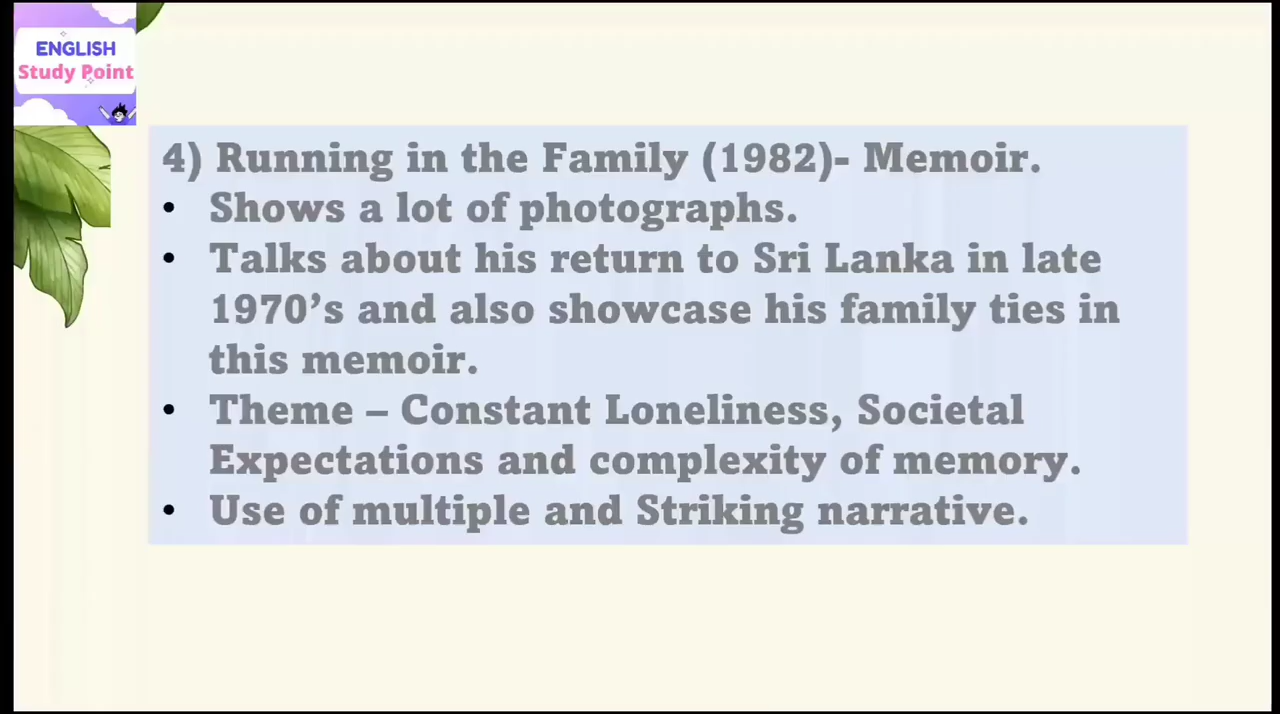 ENGLISH
Study Point
4) Running in the Family (1982)- Memoir.
• Shows a lot of photographs.
• Talks about his return to Sri Lanka in late
1970's and also showcase his family ties in
this memoir.
• Theme – Constant Loneliness, Societal
Expectations and complexity of memory.
• Use of multiple and Striking narrative.